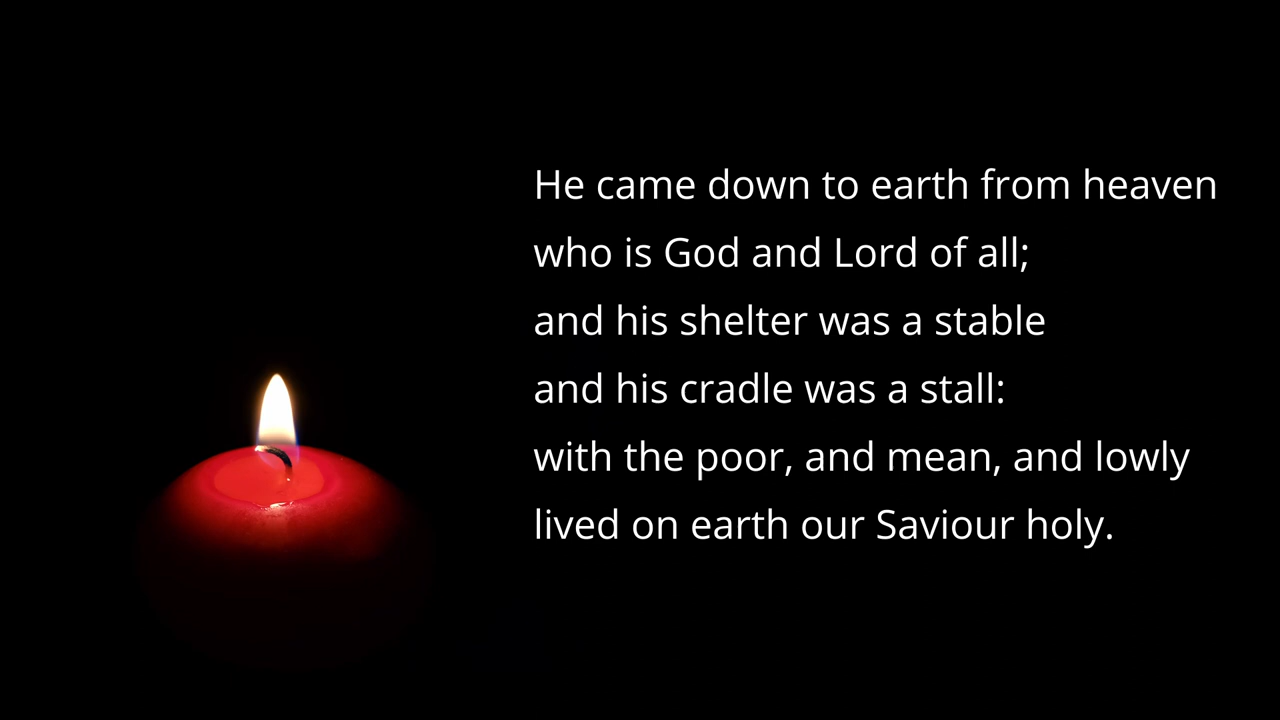 He came down to earth from heaven
who is God and Lord of all;
and his shelter was a stable
and his cradle was a stall:
with the poor, and mean, and lowly
lived on earth our Saviour holy.